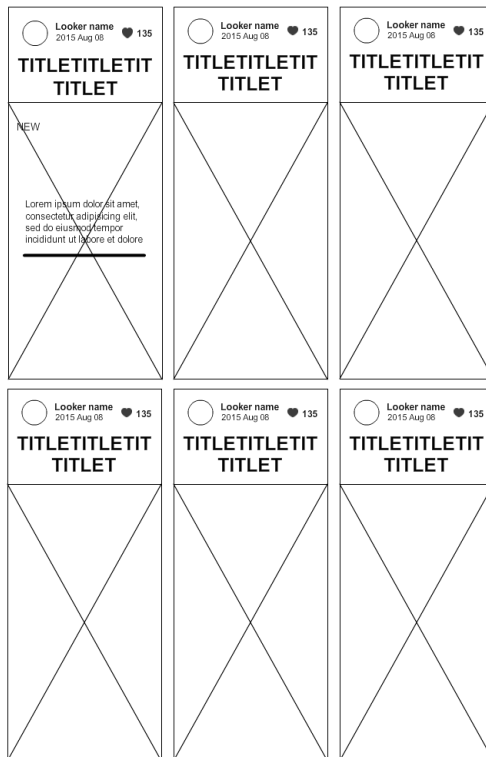 Looker name
2015 Aug 08
135
TITLETITLETIT
TITLET
NEW
Lorem ipsum dolor sit amet,
consectetur adipisicing elit,
sed do eiusmod tempor
incididunt ut labore et dolore
Looker name
2015 Aug 08
135
TITLETITLETIT
TITLET
Looker name
2015 Aug 08
135
TITLETITLETIT
TITLET
Looker name
2015 Aug 08
135
TITLETITLETIT
TITLET
Looker name
2015 Aug 08
135
TITLETITLETIT
TITLET
Looker name
2015 Aug 08
135
TITLETITLETIT
TITLET